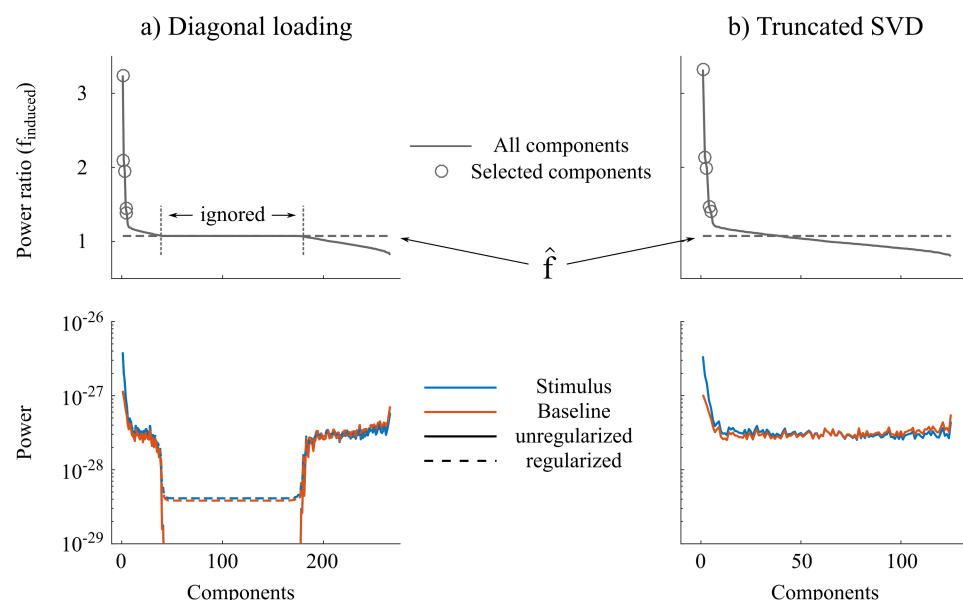 a) Diagonal loading
b) Truncated SVD
Power ratio (f_induced)
3
2
1
All components
Selected components
ignored
f̂
Power
10^-26
10^-27
10^-28
10^-29
Stimulus
Baseline
unregularized
regularized
0
100
200
Components
0
50
100
Components